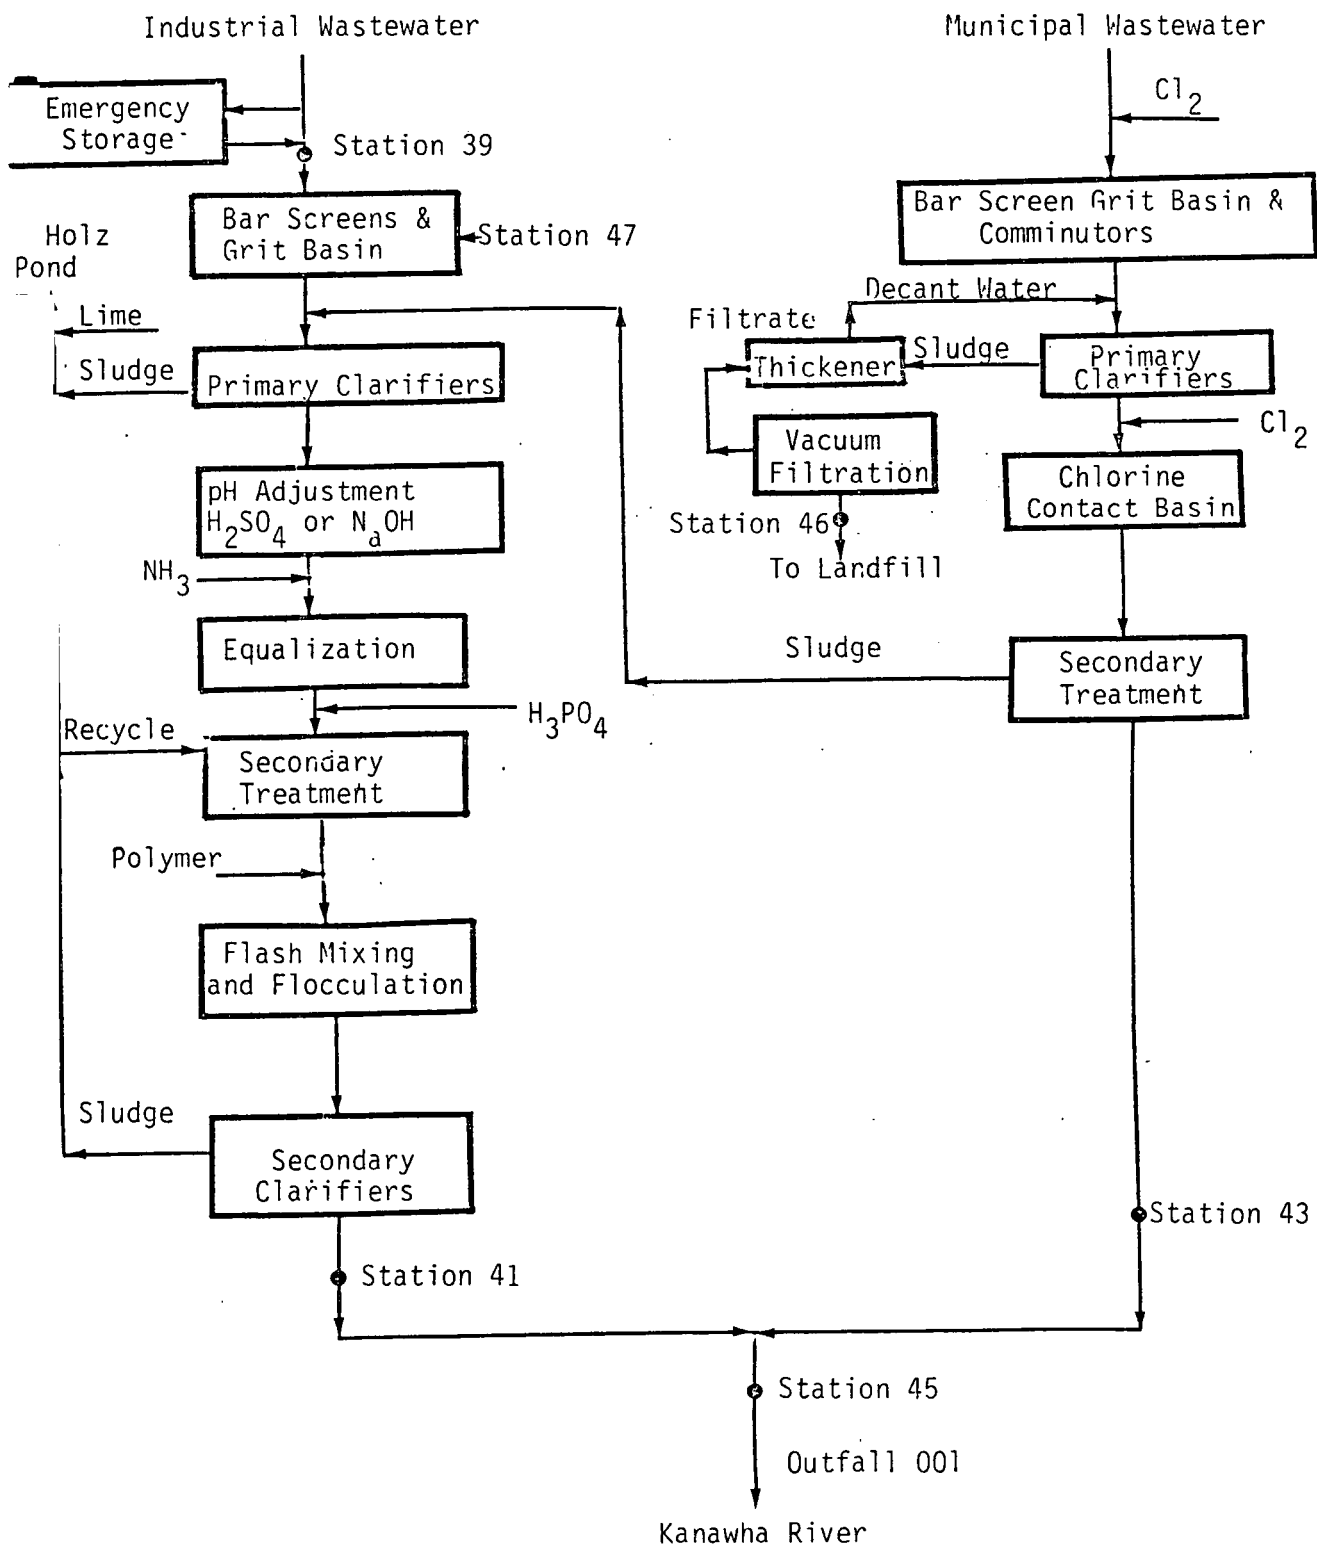 Industrial Wastewater
Municipal Wastewater
Emergency
Storage
Cl2
Station 39
Bar Screens &
Grit Basin
Station 47
Bar Screen Grit Basin &
Comminutors
Holz
Pond
Lime
Sludge
Primary Clarifiers
Decant Water
Filtrate
Thickener
Sludge
Primary
Clarifiers
Cl2
Vacuum
Filtration
Chlorine
Contact Basin
Station 46
To Landfill
pH Adjustment
H2SO4 or NaOH
NH3
Equalization
Sludge
Secondary
Treatment
H3PO4
Recycle
Secondary
Treatment
Polymer
Flash Mixing
and Flocculation
Sludge
Secondary
Clarifiers
Station 43
Station 41
Station 45
Outfall 001
Kanawha River